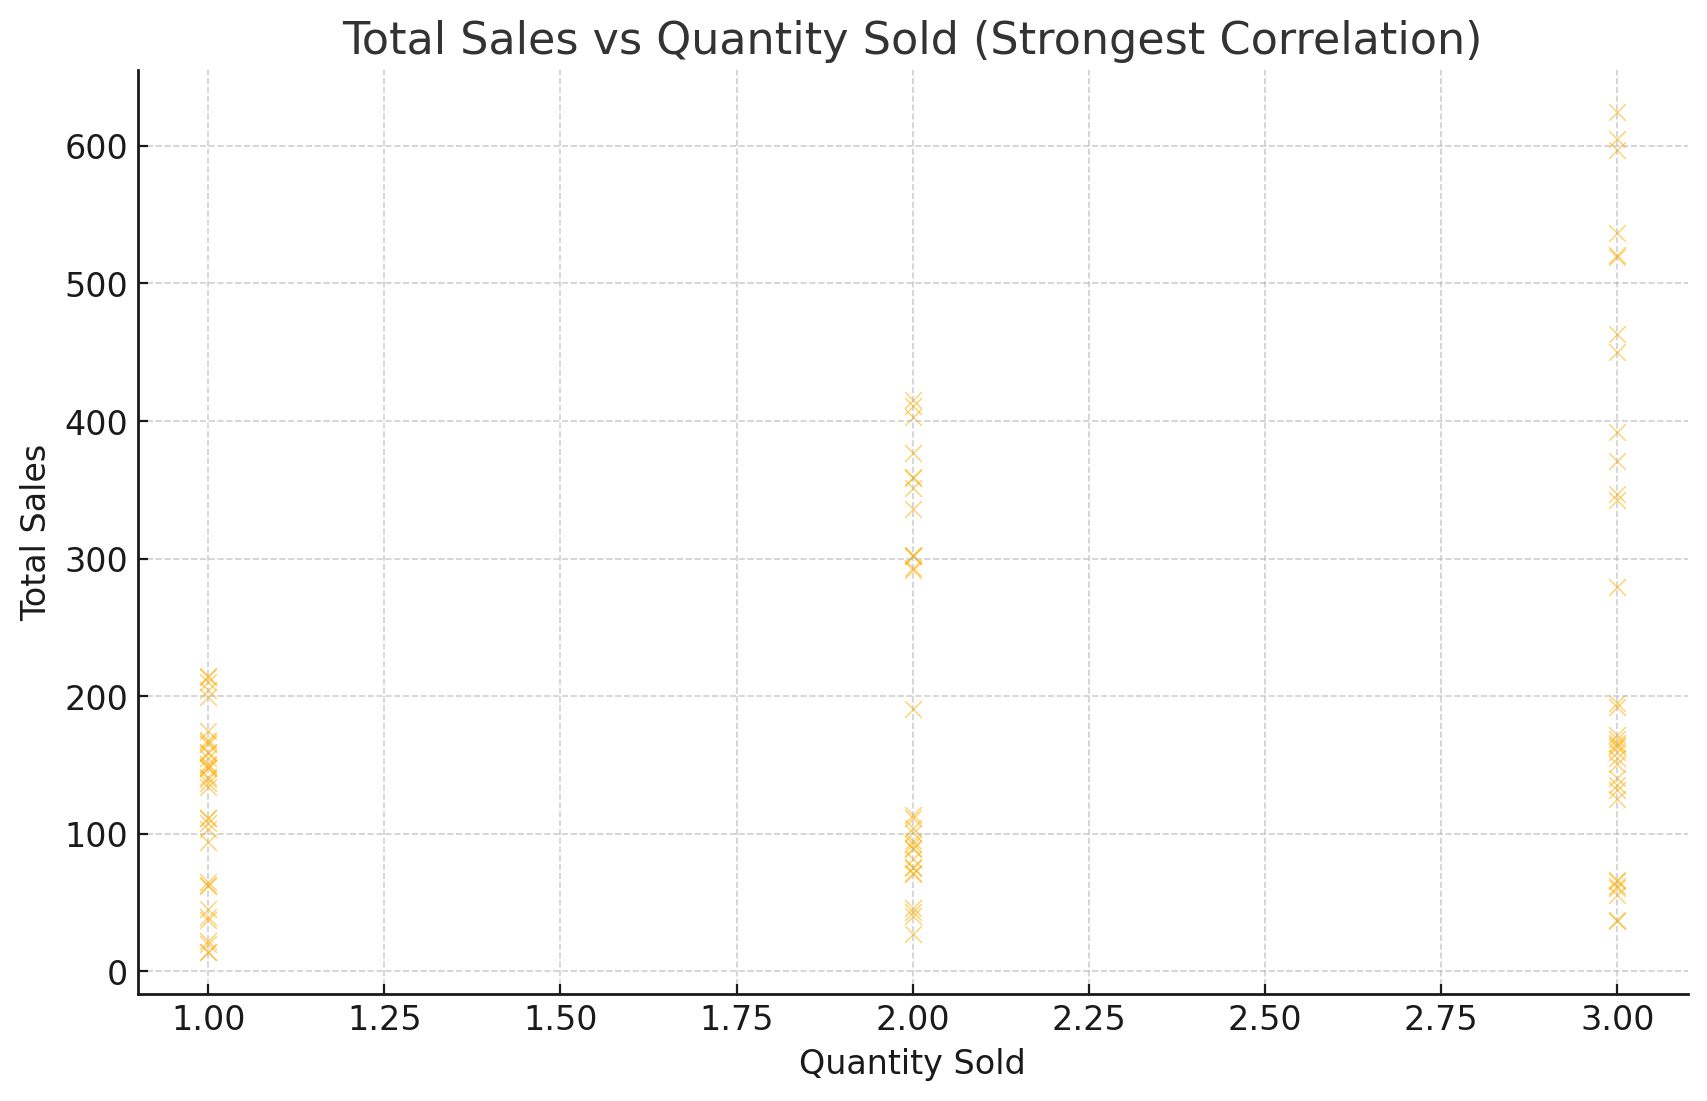 Total Sales vs Quantity Sold (Strongest Correlation)
Total Sales
600
500
400
300
200
100
0
1.00 1.25 1.50 1.75 2.00 2.25 2.50 2.75 3.00
Quantity Sold